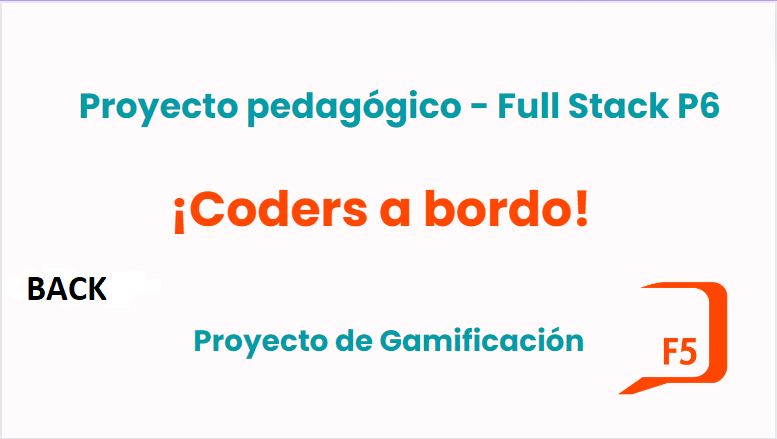 Proyecto pedagógico - Full Stack P6
¡Coders a bordo!
BACK
Proyecto de Gamificación
F5